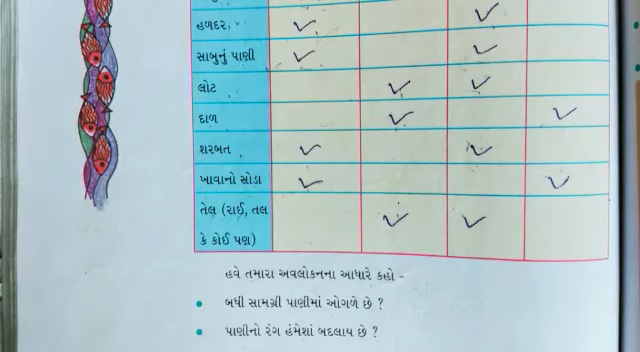 હળદર ✓ ✓
સાબુનું પાણી ✓ ✓
લોટ ✓ ✓
દાળ ✓ ✓
શરબત ✓ ✓
ખાવાનો સોડા ✓ ✓
તેલ (રાઈ, તલ ✓ ✓
કે કોઈ પણ)
હવે તમારા અવલોકનના આધારે કહો -
• બધી સામગ્રી પાણીમાં ઓગળે છે ?
• પાણીનો રંગ હંમેશાં બદલાય છે ?